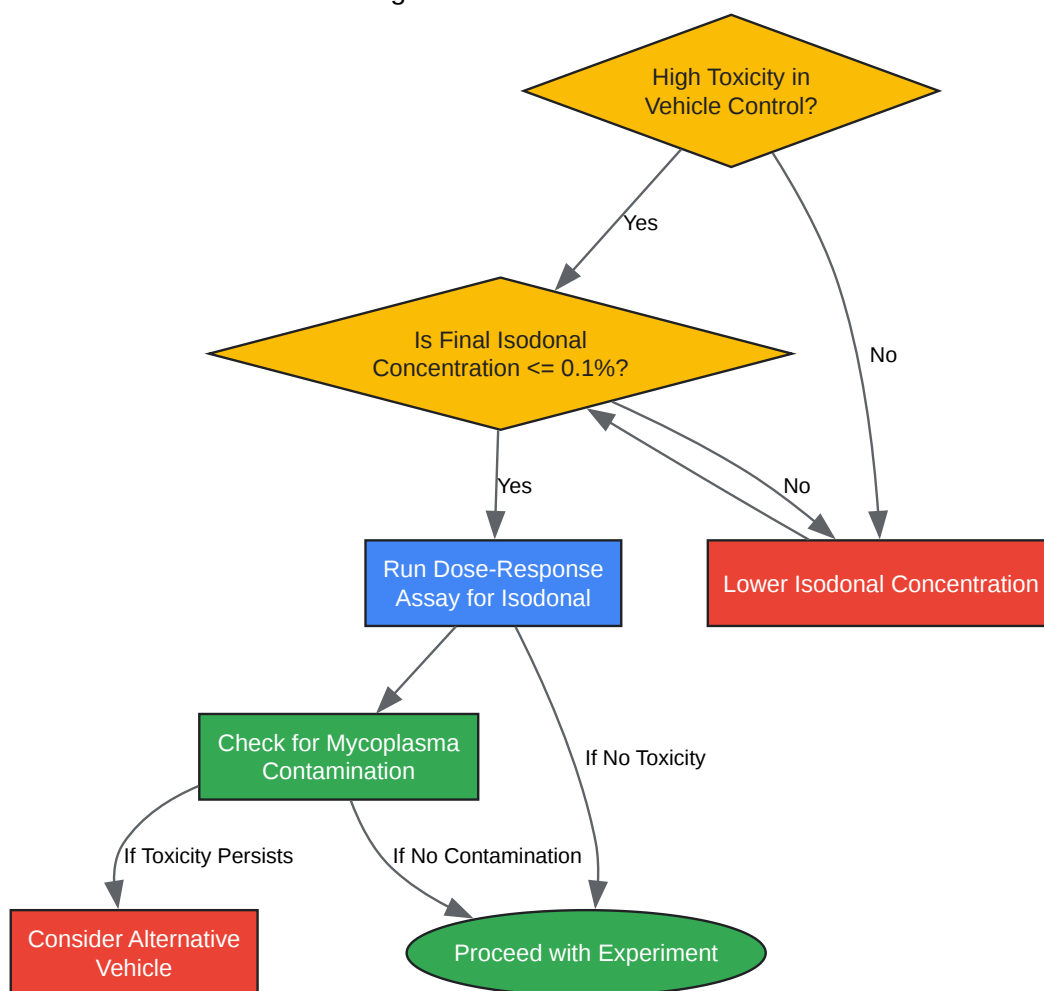 High Toxicity in
Vehicle Control?
Yes
No
Is Final Isodonal
Concentration <= 0.1%?
Yes
No
Run Dose-Response
Assay for Isodonal
Lower Isodonal Concentration
Check for Mycoplasma
Contamination
If No Toxicity
If Toxicity Persists
If No Contamination
Consider Alternative
Vehicle
Proceed with Experiment